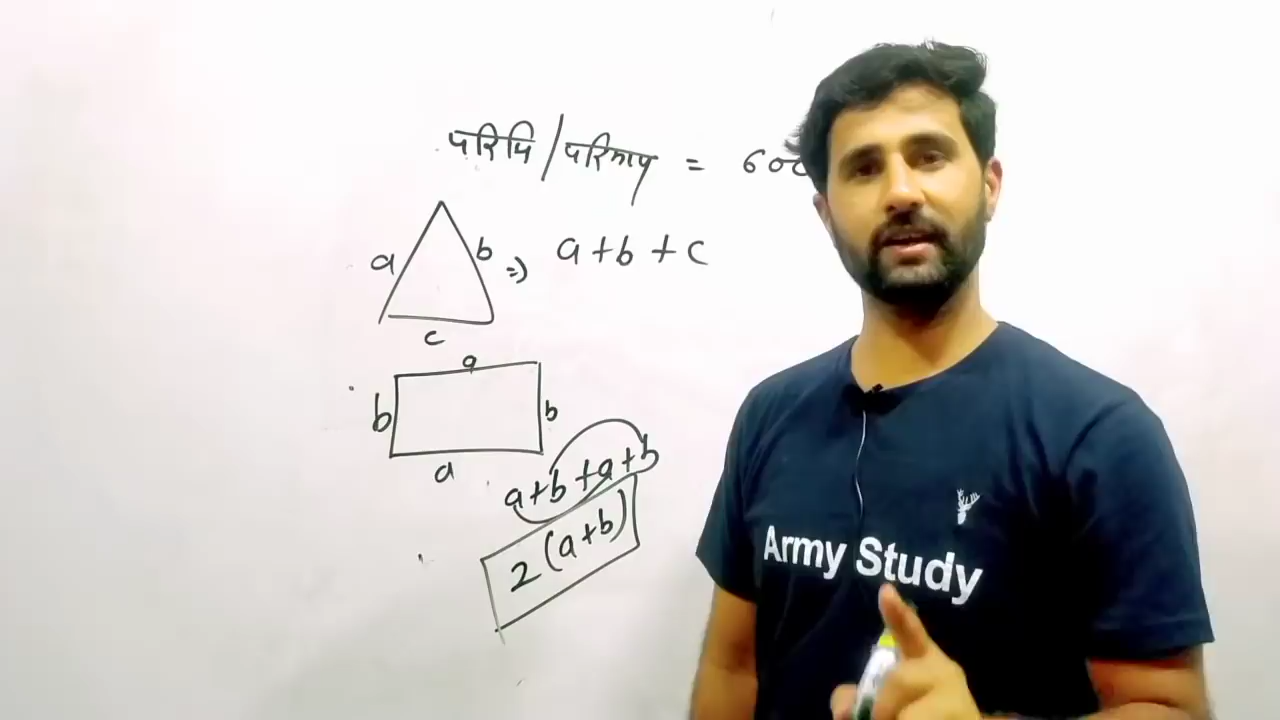 परिधि/परिमाप = 600
a b => a+b+c
c
a
b b
a
a+b+a+b
2(a+b)
Army Study